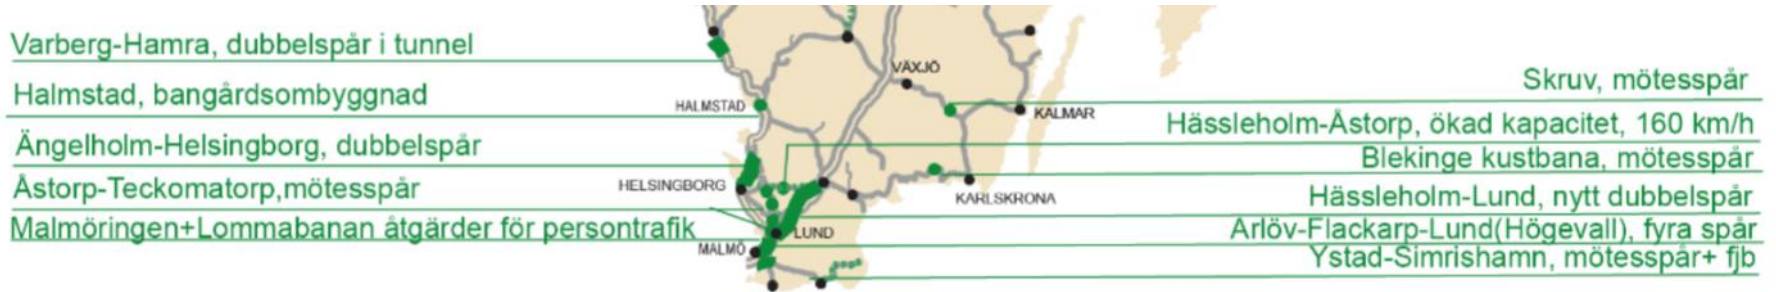 Varberg-Hamra, dubbelspår i tunnel
Halmstad, bangårdsombyggnad
Ängelholm-Helsingborg, dubbelspår
Åstorp-Teckomatorp,mötesspår
Malmöringen+Lommabanan åtgärder för persontrafik
VÄXJÖ
HALMSTAD
KALMAR
HELSINGBORG
KARLSKRONA
LUND
MALMÖ
Skruv, mötesspår
Hässleholm-Åstorp, ökad kapacitet, 160 km/h
Blekinge kustbana, mötesspår
Hässleholm-Lund, nytt dubbelspår
Arlöv-Flackarp-Lund(Högevall), fyra spår
Ystad-Simrishamn, mötesspår+ fjb